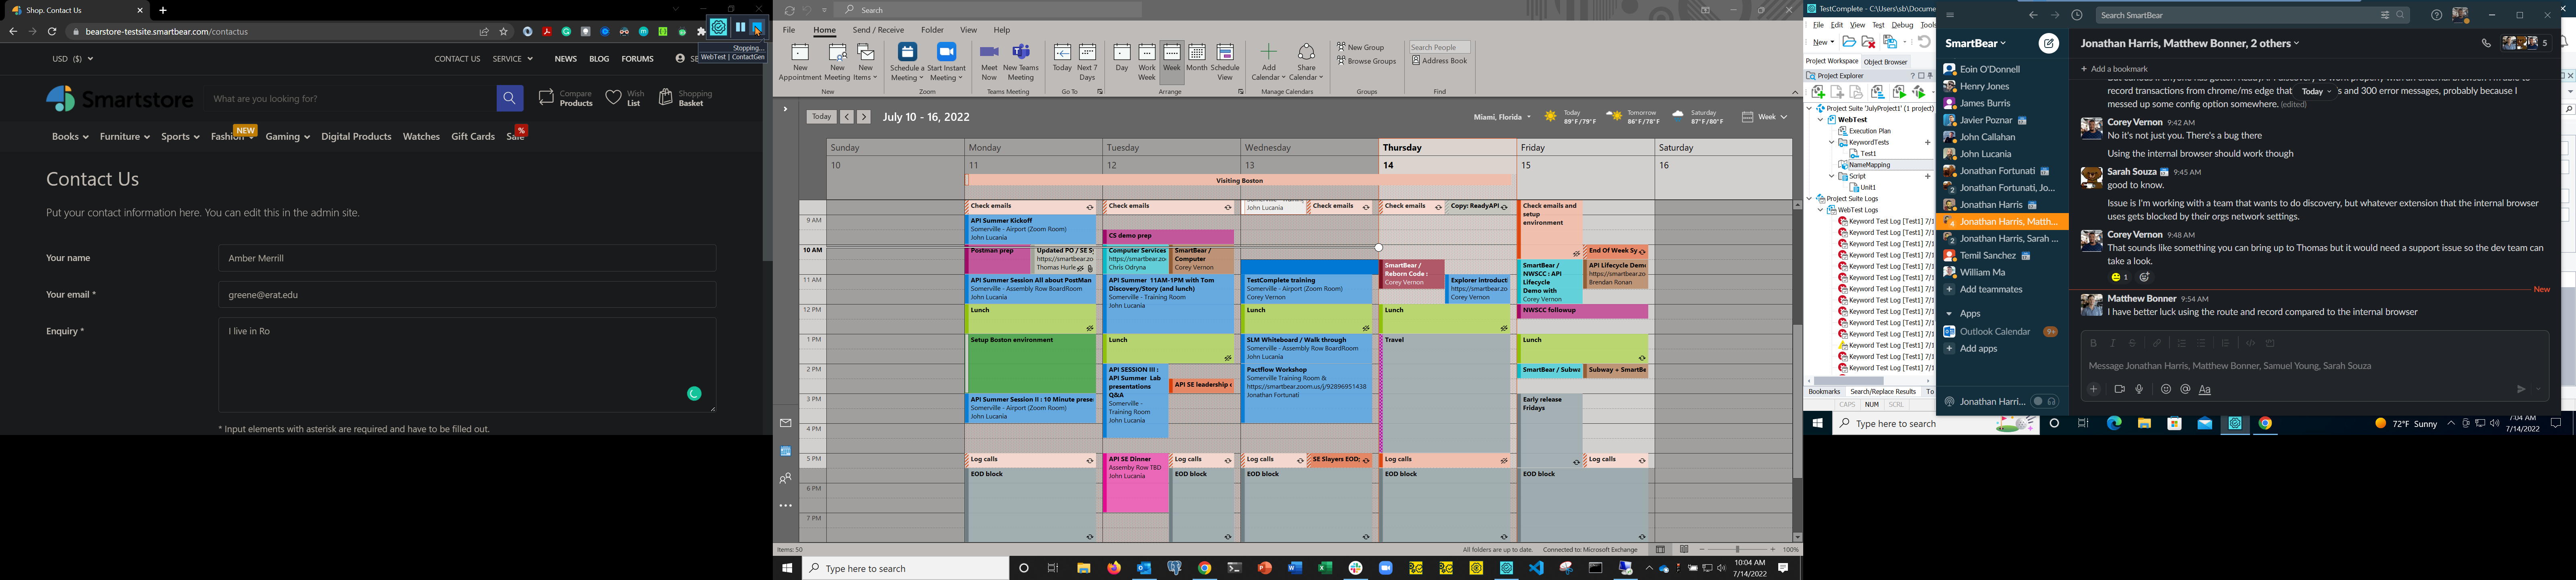 Shop. Contact Us
bearstore-testsite.smartbear.com/contactus
Stopping...
WebTest | ContactGen
USD ($)
CONTACT US
SERVICE
NEWS
BLOG
FORUMS
Smartstore
What are you looking for?
Compare
Products
Wish
List
Shopping
Basket
Books
Furniture
Sports
NEW
Fashion
Gaming
Digital Products
Watches
Gift Cards
%
Sale
Contact Us
Put your contact information here. You can edit this in the admin site.
Your name
Amber Merrill
Your email *
greene@erat.edu
Enquiry *
I live in Ro
* Input elements with asterisk are required and have to be filled out.
Search
File
Home
Send / Receive
Folder
View
Help
New
Appointment
New
Meeting
New
Items
Schedule a
Meeting
Start Instant
Meeting
Meet
Now
New Teams
Meeting
Today
Next 7
Days
Day
Work
Week
Week
Month
Schedule
View
Add
Calendar
Share
Calendar
New Group
Browse Groups
Search People
Address Book
New
Zoom
Teams Meeting
Go To
Arrange
Manage Calendars
Groups
Find
Today
July 10 - 16, 2022
Miami, Florida
Today
89°F/79°F
Tomorrow
86°F/78°F
Saturday
87°F/80°F
Week
Sunday
Monday
Tuesday
Wednesday
Thursday
Friday
Saturday
10
11
12
13
14
15
16
Visiting Boston
9 AM
10 AM
11 AM
12 PM
1 PM
2 PM
3 PM
4 PM
5 PM
6 PM
7 PM
Check emails
API Summer Kickoff
Somerville - Airport (Zoom Room)
John Lucania
Postman prep
Updated PO / SE S
https://smartbear.zo
Thomas Hurle
API Summer Session All about PostMan
Somerville - Assembly Row BoardRoom
John Lucania
Lunch
Setup Boston environment
API Summer Session II : 10 Minute prese
Somerville - Airport (Zoom Room)
John Lucania
Log calls
EOD block
Check emails
CS demo prep
Computer Services
https://smartbear.zo
Chris Odryna
SmartBear /
Computer
Corey Vernon
API Summer 11AM-1PM with Tom
Discovery/Story (and lunch)
Somerville - Training Room
John Lucania
Lunch
API SESSION III :
API Summer Lab
presentations
Q&A
Somerville -
Training Room
John Lucania
API SE leadership c
API SE Dinner
Assemby Row TBD
John Lucania
Log calls
EOD block
John Lucania
Check emails
TestComplete training
Somerville - Airport (Zoom Room)
Corey Vernon
Lunch
SLM Whiteboard / Walk through
Somerville - Assembly Row BoardRoom
John Lucania
Pactflow Workshop
Somerville Training Room &
https://smartbear.zoom.us/j/92896951438
Jonathan Fortunati
Log calls
SE Slayers EOD;
EOD block
Check emails
Copy: ReadyAPI
SmartBear /
Reborn Code :
Corey Vernon
Explorer introduct
https://smartbear.zo
Corey Vernon
Lunch
Travel
Log calls
EOD block
Check emails and
setup
environment
End Of Week Sy
SmartBear /
NWSCC : API
Lifecycle
Demo with
Corey Vernon
API Lifecycle Demo
https://smartbear.zo
Brendan Ronan
NWSCC followup
Lunch
SmartBear / Subwa
Subway + SmartBe
Early release
Fridays
Log calls
EOD block
Items: 50
All folders are up to date.
Connected to: Microsoft Exchange
100%
Type here to search
10:04 AM
7/14/2022
TestComplete - C:\Users\sb\Docume
File
Edit
View
Test
Debug
Tools
New
Project Workspace
Object Browser
Project Explorer
Project Suite 'JulyProject1' (1 project)
WebTest
Execution Plan
KeywordTests
Test1
NameMapping
Script
Unit1
Project Suite Logs
WebTest Logs
Keyword Test Log [Test1] 7/1
Keyword Test Log [Test1] 7/1
Keyword Test Log [Test1] 7/1
Keyword Test Log [Test1] 7/1
Keyword Test Log [Test1] 7/1
Keyword Test Log [Test1] 7/1
Keyword Test Log [Test1] 7/1
Keyword Test Log [Test1] 7/1
Keyword Test Log [Test1] 7/1
Keyword Test Log [Test1] 7/1
Keyword Test Log [Test1] 7/1
Keyword Test Log [Test1] 7/1
Keyword Test Log [Test1] 7/1
Bookmarks
Search/Replace Results
To
CAPS
NUM
SCRL
Search SmartBear
SmartBear
Eoin O'Donnell
Henry Jones
James Burris
Javier Poznar
John Callahan
John Lucania
Jonathan Fortunati
Jonathan Fortunati, Jo...
Jonathan Harris
Jonathan Harris, Matth...
Jonathan Harris, Sarah ...
Temil Sanchez
William Ma
Add teammates
Apps
Outlook Calendar
9+
Add apps
Jonathan Harri...
Jonathan Harris, Matthew Bonner, 2 others
5
Add a bookmark
record transactions from chrome/ms edge that
Today
s and 300 error messages, probably because I
messed up some config option somewhere. (edited)
Corey Vernon 9:42 AM
No it's not just you. There's a bug there
Using the internal browser should work though
Sarah Souza 9:45 AM
good to know.
Issue is I'm working with a team that wants to do discovery, but whatever extension that the internal browser
uses gets blocked by their orgs network settings.
Corey Vernon 9:48 AM
That sounds like something you can bring up to Thomas but it would need a support issue so the dev team can
take a look.
1
New
Matthew Bonner 9:54 AM
I have better luck using the route and record compared to the internal browser
Message Jonathan Harris, Matthew Bonner, Samuel Young, Sarah Souza
Type here to search
72°F Sunny
7:04 AM
7/14/2022